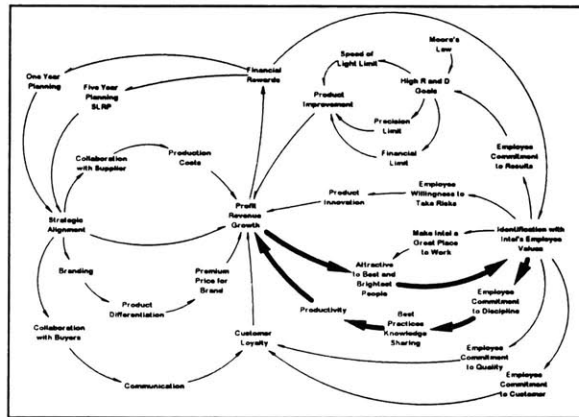 Moore's
Law
Speed of
Light Limit
Financial
Rewards
High R and D
Goals
One Year
Planning
Five Year
Planning
SLRP
Product
Improvement
Precision
Limit
Financial
Limit
Employee
Commitment
to Results
Collaboration
with Supplier
Production
Costs
Employee
Willingness to
Take Risks
Product
Innovation
Profit
Revenue
Growth
Strategic
Alignment
Make Intel a
Great Place
to Work
Identification with
Intel's Employee
Values
Attractive
to Best and
Brightest
People
Branding
Premium
Price for
Brand
Product
Differentiation
Employee
Commitment
to Discipline
Productivity
Best
Practices
Knowledge
Sharing
Collaboration
with Buyers
Customer
Loyalty
Employee
Commitment
to Quality
Communication
Employee
Commitment
to Customer